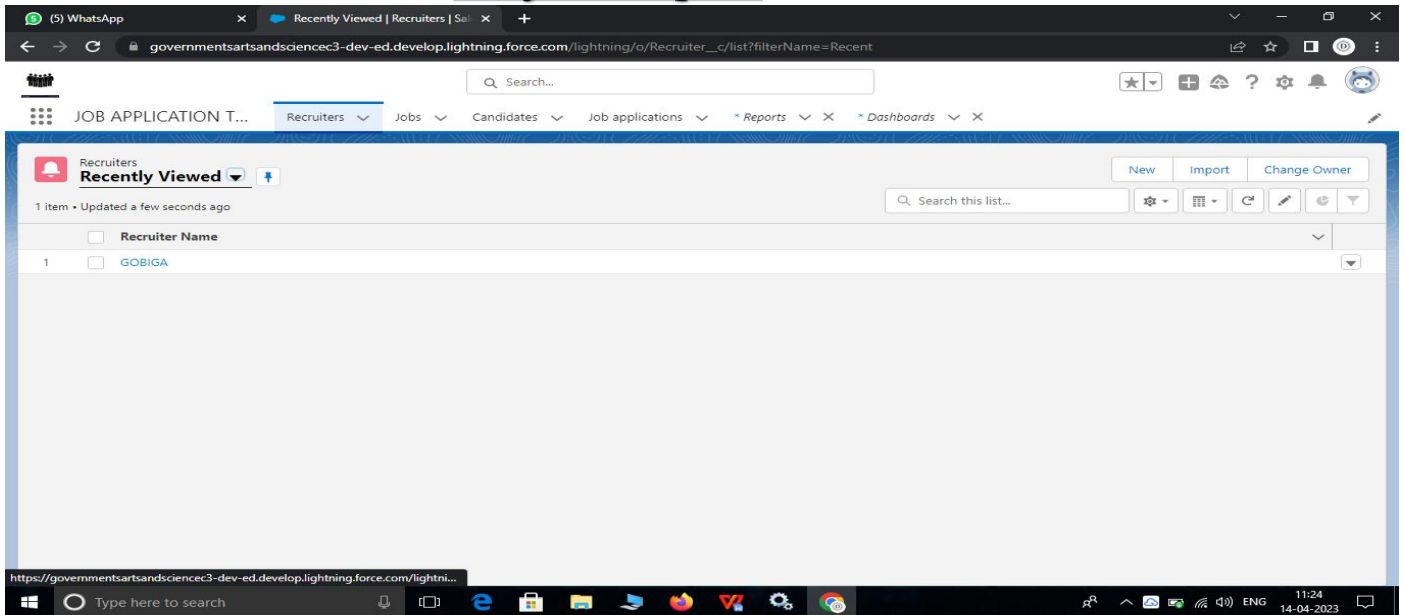 (5) WhatsApp
Recently Viewed | Recruiters | Sal
governmentsartsandsciencec3-dev-ed.develop.lightning.force.com/lightning/o/Recruiter__c/list?filterName=Recent
Search...
JOB APPLICATION T... Recruiters Jobs Candidates Job applications * Reports * Dashboards
Recruiters
Recently Viewed
New Import Change Owner
1 item • Updated a few seconds ago
Search this list...
Recruiter Name
1 GOBIGA
https://governmentsartsandsciencec3-dev-ed.develop.lightning.force.com/lightni...
Type here to search
ENG
11:24
14-04-2023